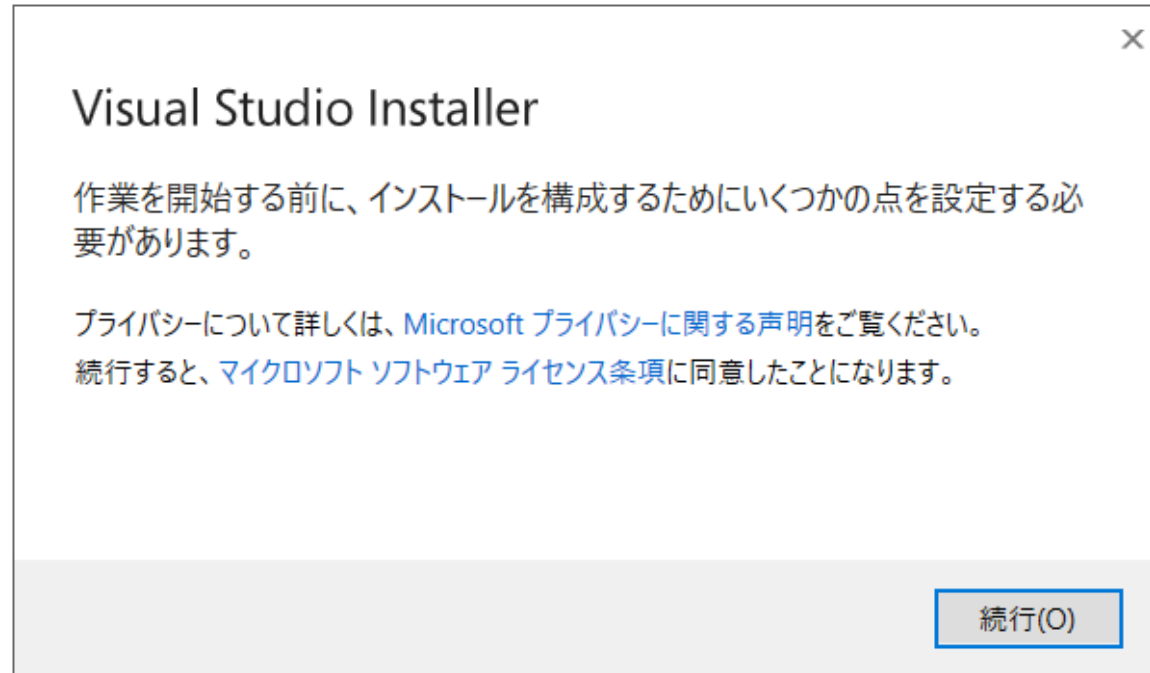 Visual Studio Installer
作業を開始する前に、インストールを構成するためにいくつかの点を設定する必
要があります。
プライバシーについて詳しくは、Microsoft プライバシーに関する声明をご覧ください。
続行すると、マイクロソフト ソフトウェア ライセンス条項に同意したことになります。
続行(O)